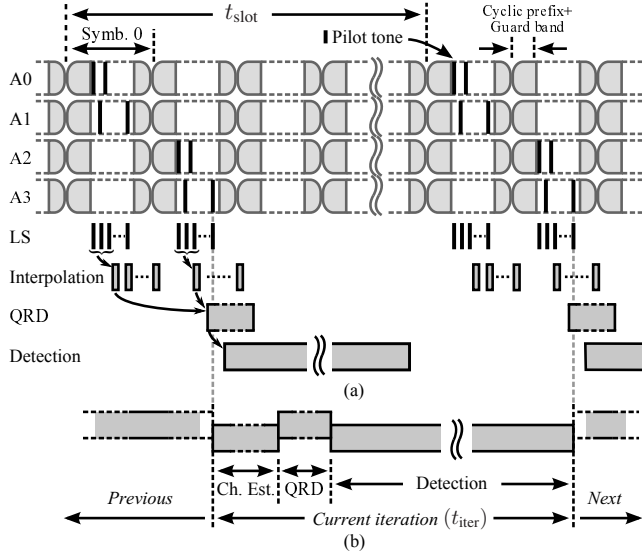 t_slot
Cyclic prefix+
Guard band
Symb. 0
Pilot tone
A0
A1
A2
A3
LS
Interpolation
QRD
Detection
(a)
Ch. Est.
QRD
Detection
Previous
Current iteration (t_iter)
Next
(b)